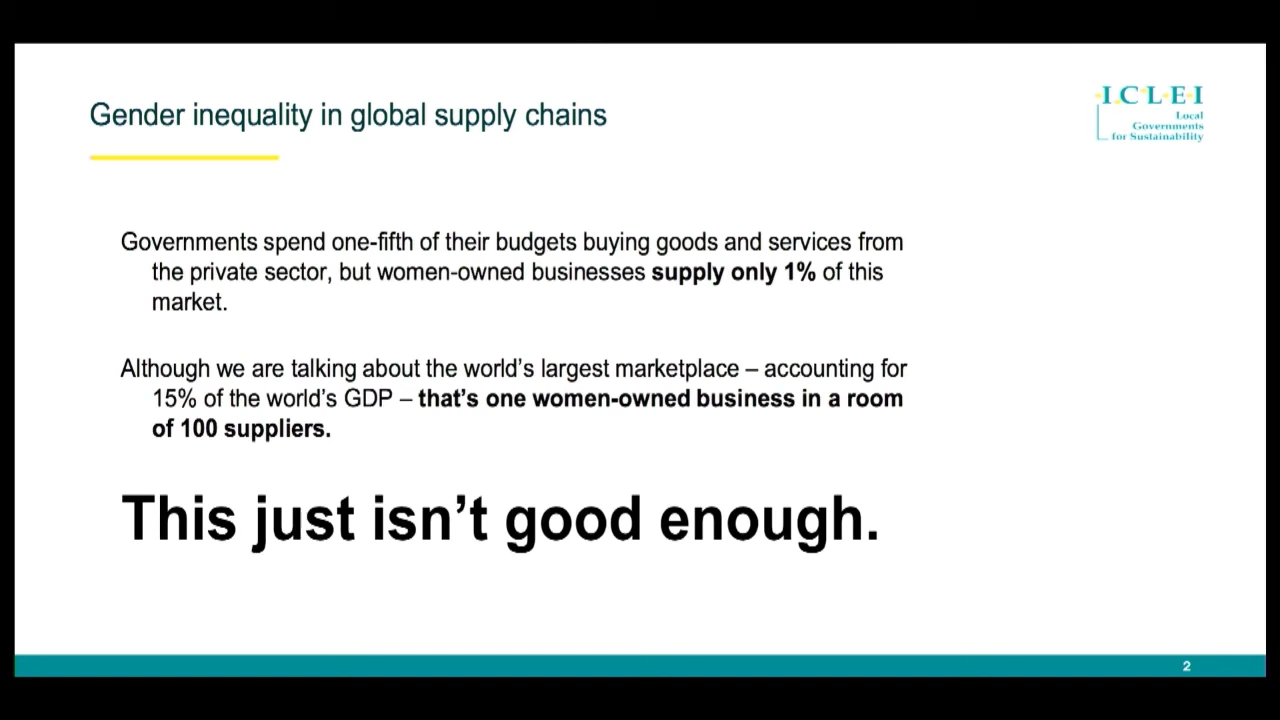 Gender inequality in global supply chains
I.C.L.E.I
Local
Governments
for Sustainability
Governments spend one-fifth of their budgets buying goods and services from
the private sector, but women-owned businesses supply only 1% of this
market.
Although we are talking about the world’s largest marketplace – accounting for
15% of the world’s GDP – that’s one women-owned business in a room
of 100 suppliers.
This just isn’t good enough.
2